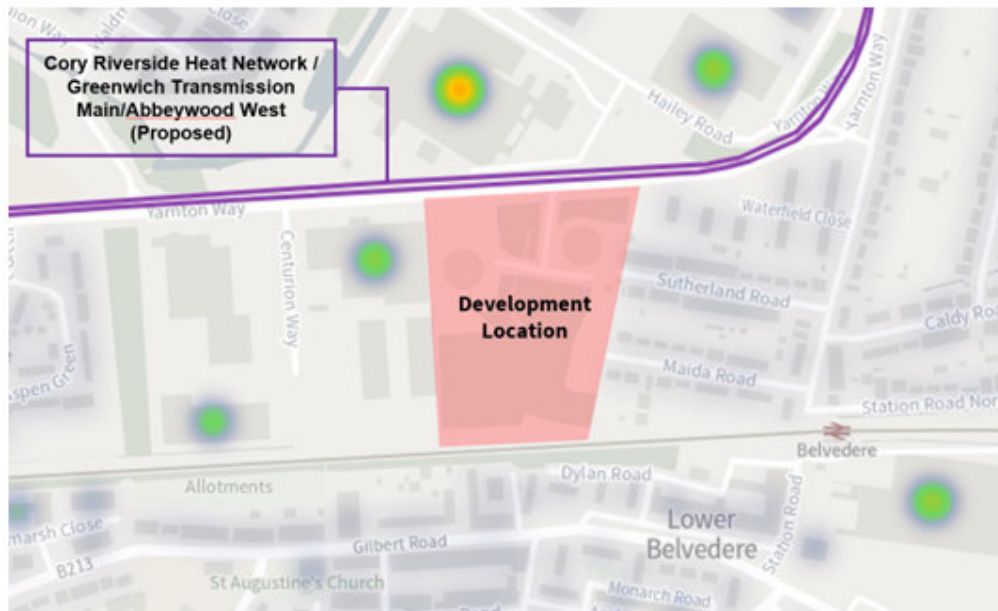 Close
Cory Riverside Heat Network /
Greenwich Transmission
Main/Abbeywood West
(Proposed)
Hailey Road
Yarnton Way
Yarnton Way
Waterfield Close
Centurion Way
Sutherland Road
Development
Location
Caldy Roa
Maida Road
Aspen Green
Station Road Nor
Belvedere
Dylan Road
Allotments
Station Road
Lower
Belvedere
marsh Close
Gilbert Road
B213
St Augustine's Church
Monarch Road